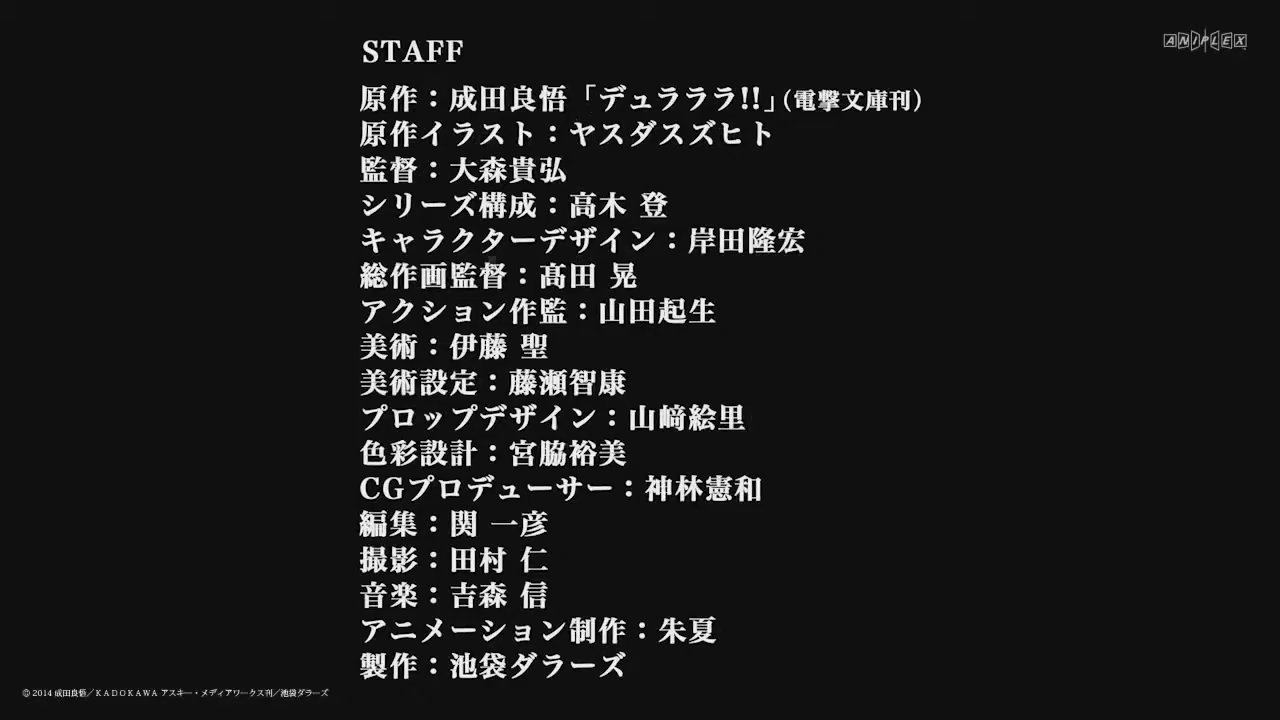 STAFF
ANIPLEX
原作：成田良悟「デュラララ!!」(電撃文庫刊)
原作イラスト：ヤスダスズヒト
監督：大森貴弘
シリーズ構成：高木 登
キャラクターデザイン：岸田隆宏
総作画監督：髙田 晃
アクション作監：山田起生
美術：伊藤 聖
美術設定：藤瀬智康
プロップデザイン：山﨑絵里
色彩設計：宮脇裕美
CGプロデューサー：神林憲和
編集：関 一彦
撮影：田村 仁
音楽：吉森 信
アニメーション制作：朱夏
製作：池袋ダラーズ
© 2014 成田良悟／KADOKAWA アスキー・メディアワークス刊／池袋ダラーズ